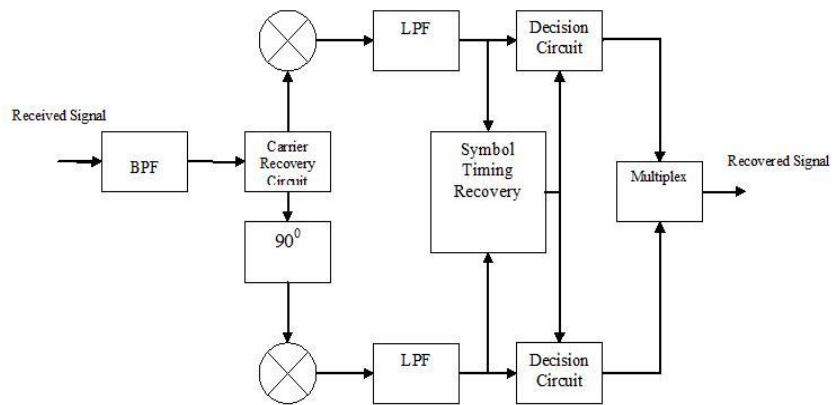 LPF
Decision
Circuit
Received Signal
BPF
Carrier
Recovery
Circuit
Symbol
Timing
Recovery
Multiplex
Recovered Signal
90⁰
LPF
Decision
Circuit